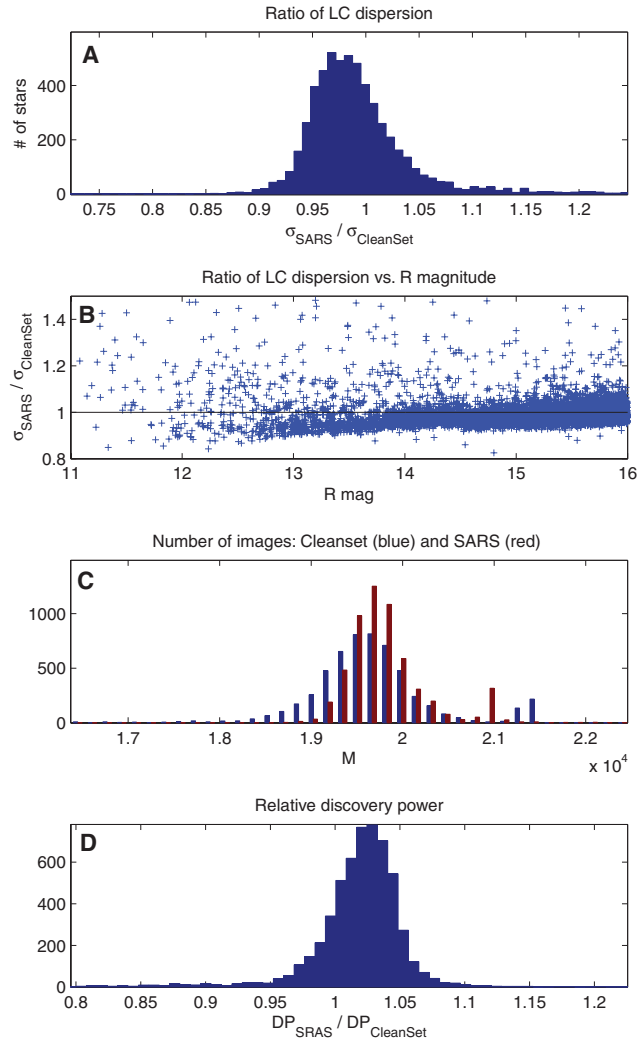 Ratio of LC dispersion
A
# of stars
400
200
0
0.75 0.8 0.85 0.9 0.95 1 1.05 1.1 1.15 1.2
σSARS / σCleanSet
Ratio of LC dispersion vs. R magnitude
B
σSARS / σCleanSet
1.4
1.2
1
0.8
11 12 13 14 15 16
R mag
Number of images: Cleanset (blue) and SARS (red)
C
1000
500
0
1.7 1.8 1.9 2 2.1 2.2
M
x 10⁴
Relative discovery power
D
600
400
200
0
0.8 0.85 0.9 0.95 1 1.05 1.1 1.15 1.2
DPSRAS / DPCleanSet